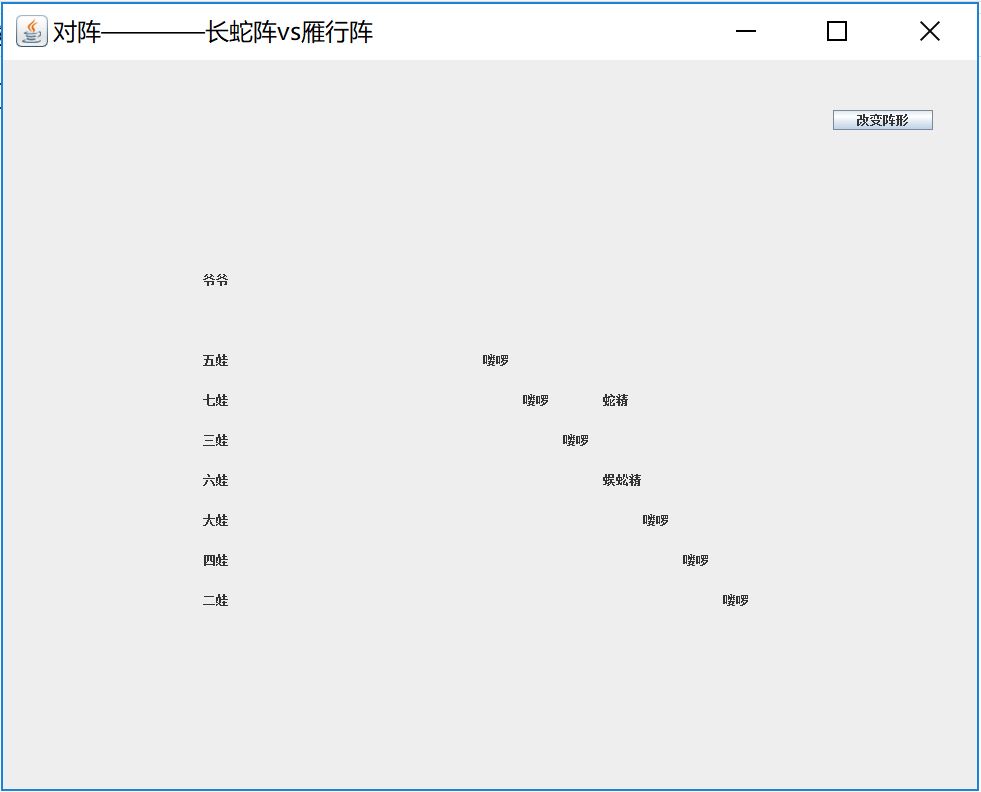 对阵————长蛇阵vs雁行阵
改变阵形
爷爷
五娃 喽啰
七娃 喽啰 蛇精
三娃 喽啰
六娃 蜈蚣精
大娃 喽啰
四娃 喽啰
二娃 喽啰